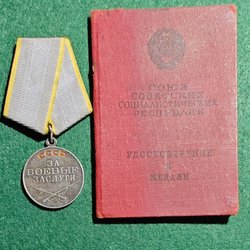 СССР
ЗА
БОЕВЫЕ
ЗАСЛУГИ
СОЮЗ
СОВЕТСКИХ
СОЦИАЛИСТИЧЕСКИХ
РЕСПУБЛИК
УДОСТОВЕРЕНИЕ
К
МЕДАЛИ